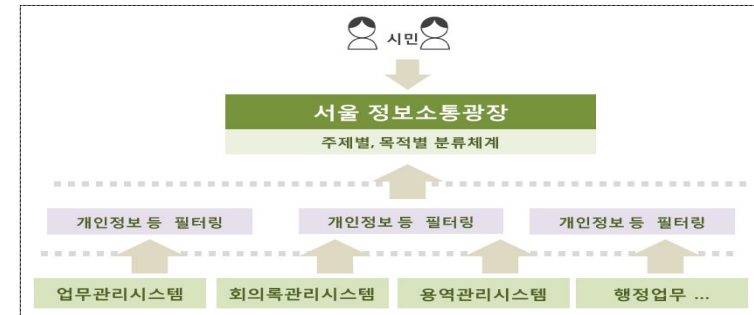 시민
서울 정보소통광장
주제별, 목적별 분류체계
개인정보 등 필터링
개인정보 등 필터링
개인정보 등 필터링
업무관리시스템
회의록관리시스템
용역관리시스템
행정업무 ...